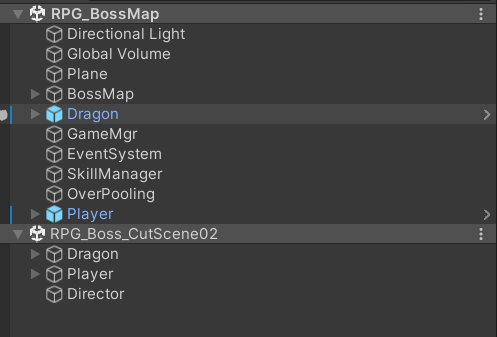 RPG_BossMap
Directional Light
Global Volume
Plane
BossMap
Dragon
GameMgr
EventSystem
SkillManager
OverPooling
Player
RPG_Boss_CutScene02
Dragon
Player
Director